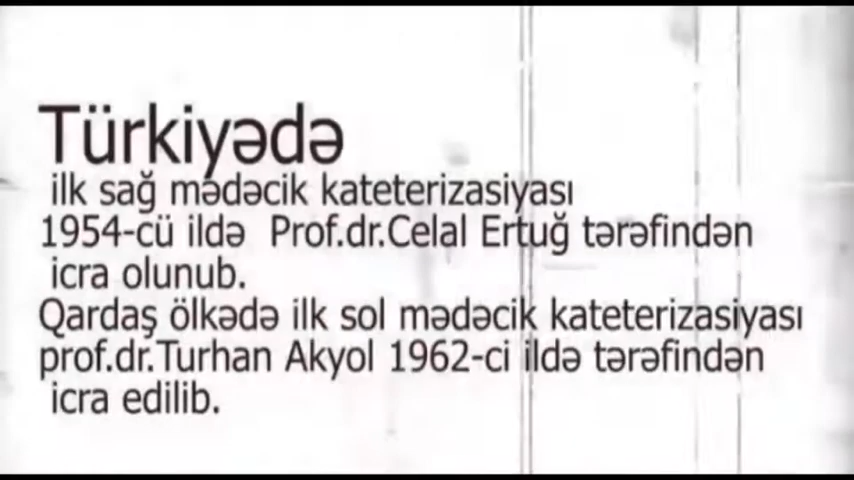 Türkiyədə
ilk sağ mədəcik kateterizasiyası
1954-cü ildə Prof.dr.Celal Ertuğ tərəfindən
icra olunub.
Qardaş ölkədə ilk sol mədəcik kateterizasiyası
prof.dr.Turhan Akyol 1962-ci ildə tərəfindən
icra edilib.